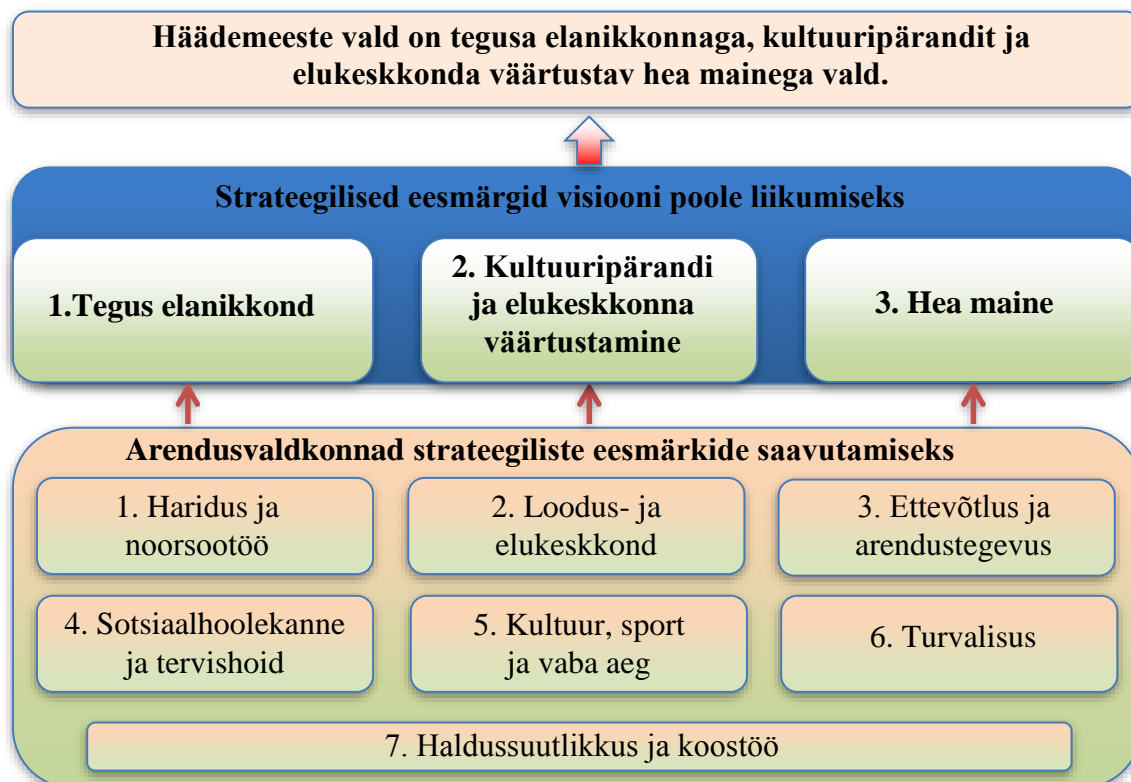 Häädemeeste vald on tegusa elanikkonnaga, kultuuripärandit ja
elukeskkonda väärtustav hea mainega vald.
Strateegilised eesmärgid visiooni poole liikumiseks
1.Tegus elanikkond
2. Kultuuripärandi
ja elukeskkonna
väärtustamine
3. Hea maine
Arendusvaldkonnad strateegiliste eesmärkide saavutamiseks
1. Haridus ja
noorsootöö
2. Loodus- ja
elukeskkond
3. Ettevõtlus ja
arendustegevus
4. Sotsiaalhoolekanne
ja tervishoid
5. Kultuur, sport
ja vaba aeg
6. Turvalisus
7. Haldussuutlikkus ja koostöö